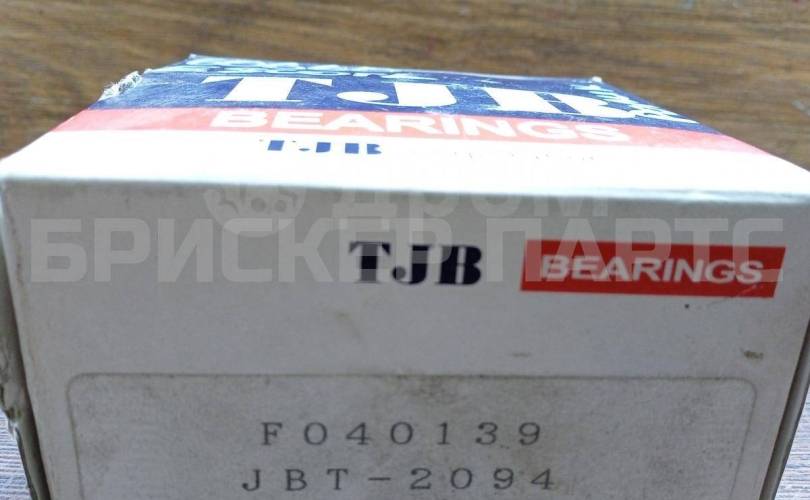 TJB
BEARINGS
TJB
дром
БРИСКЕР ПАРТС
TJB BEARINGS
F040139
JBT-2094